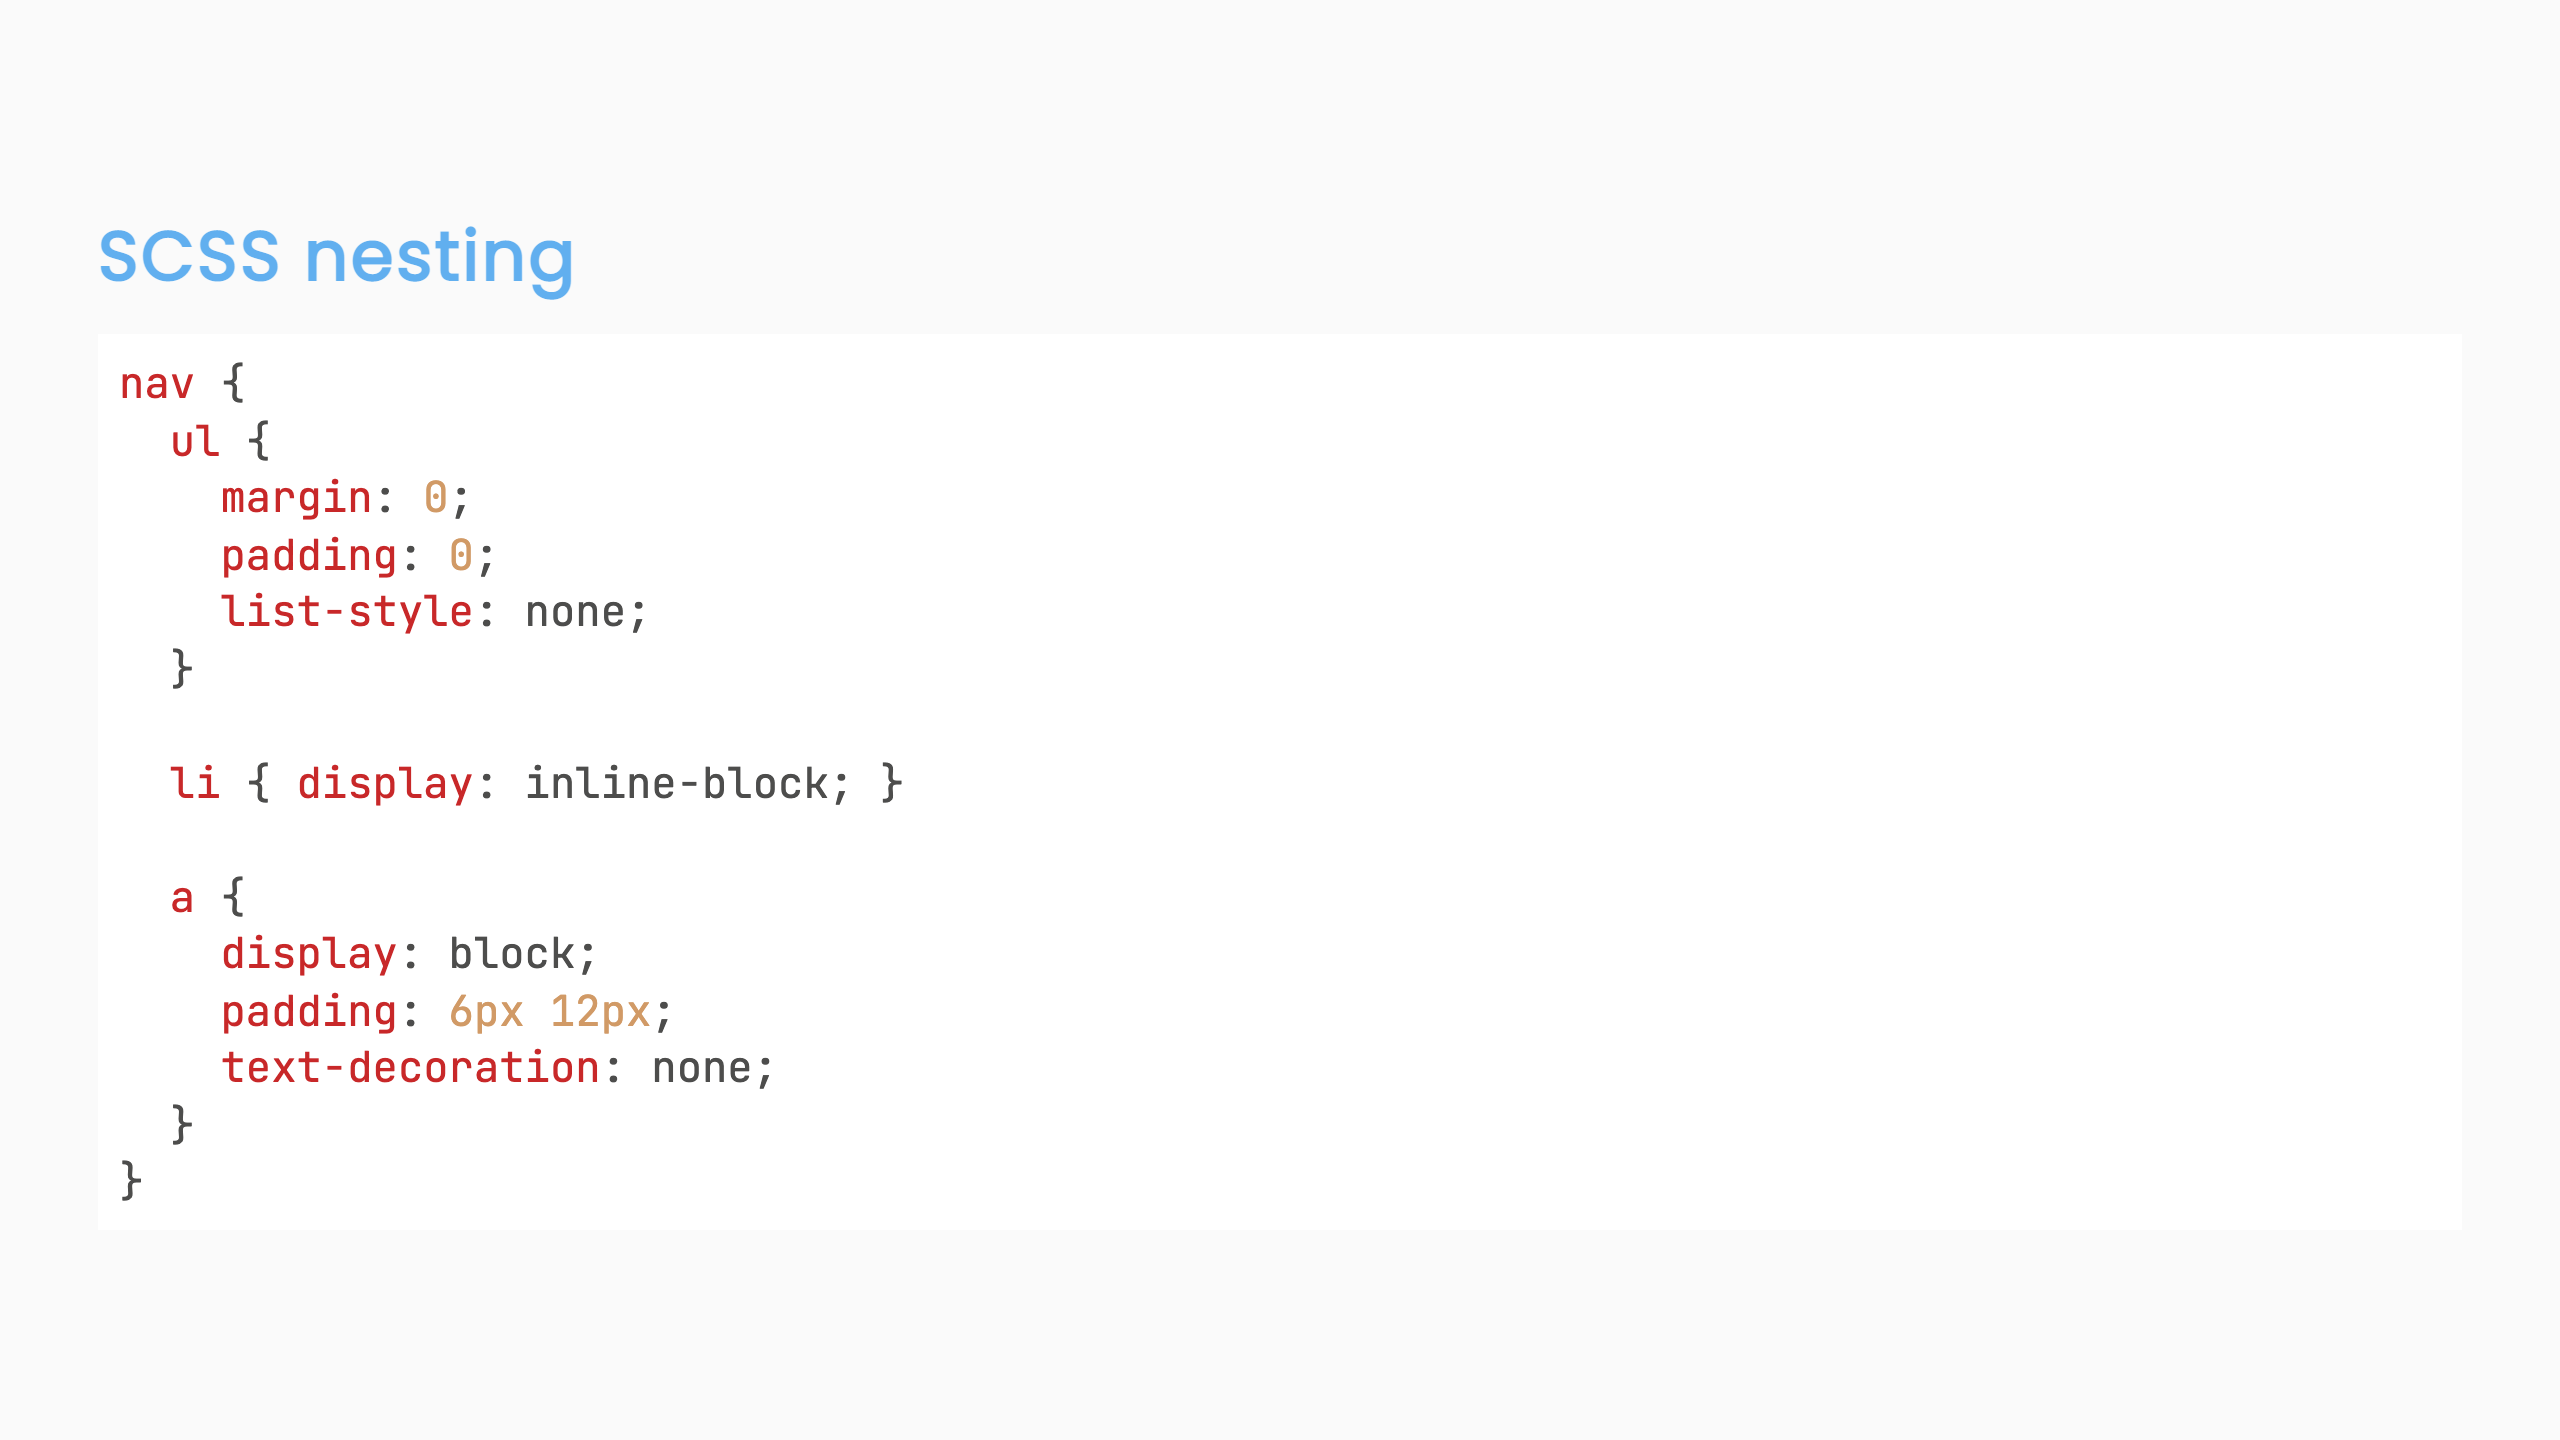 SCSS nesting
nav {
  ul {
    margin: 0;
    padding: 0;
    list-style: none;
  }

  li { display: inline-block; }

  a {
    display: block;
    padding: 6px 12px;
    text-decoration: none;
  }
}